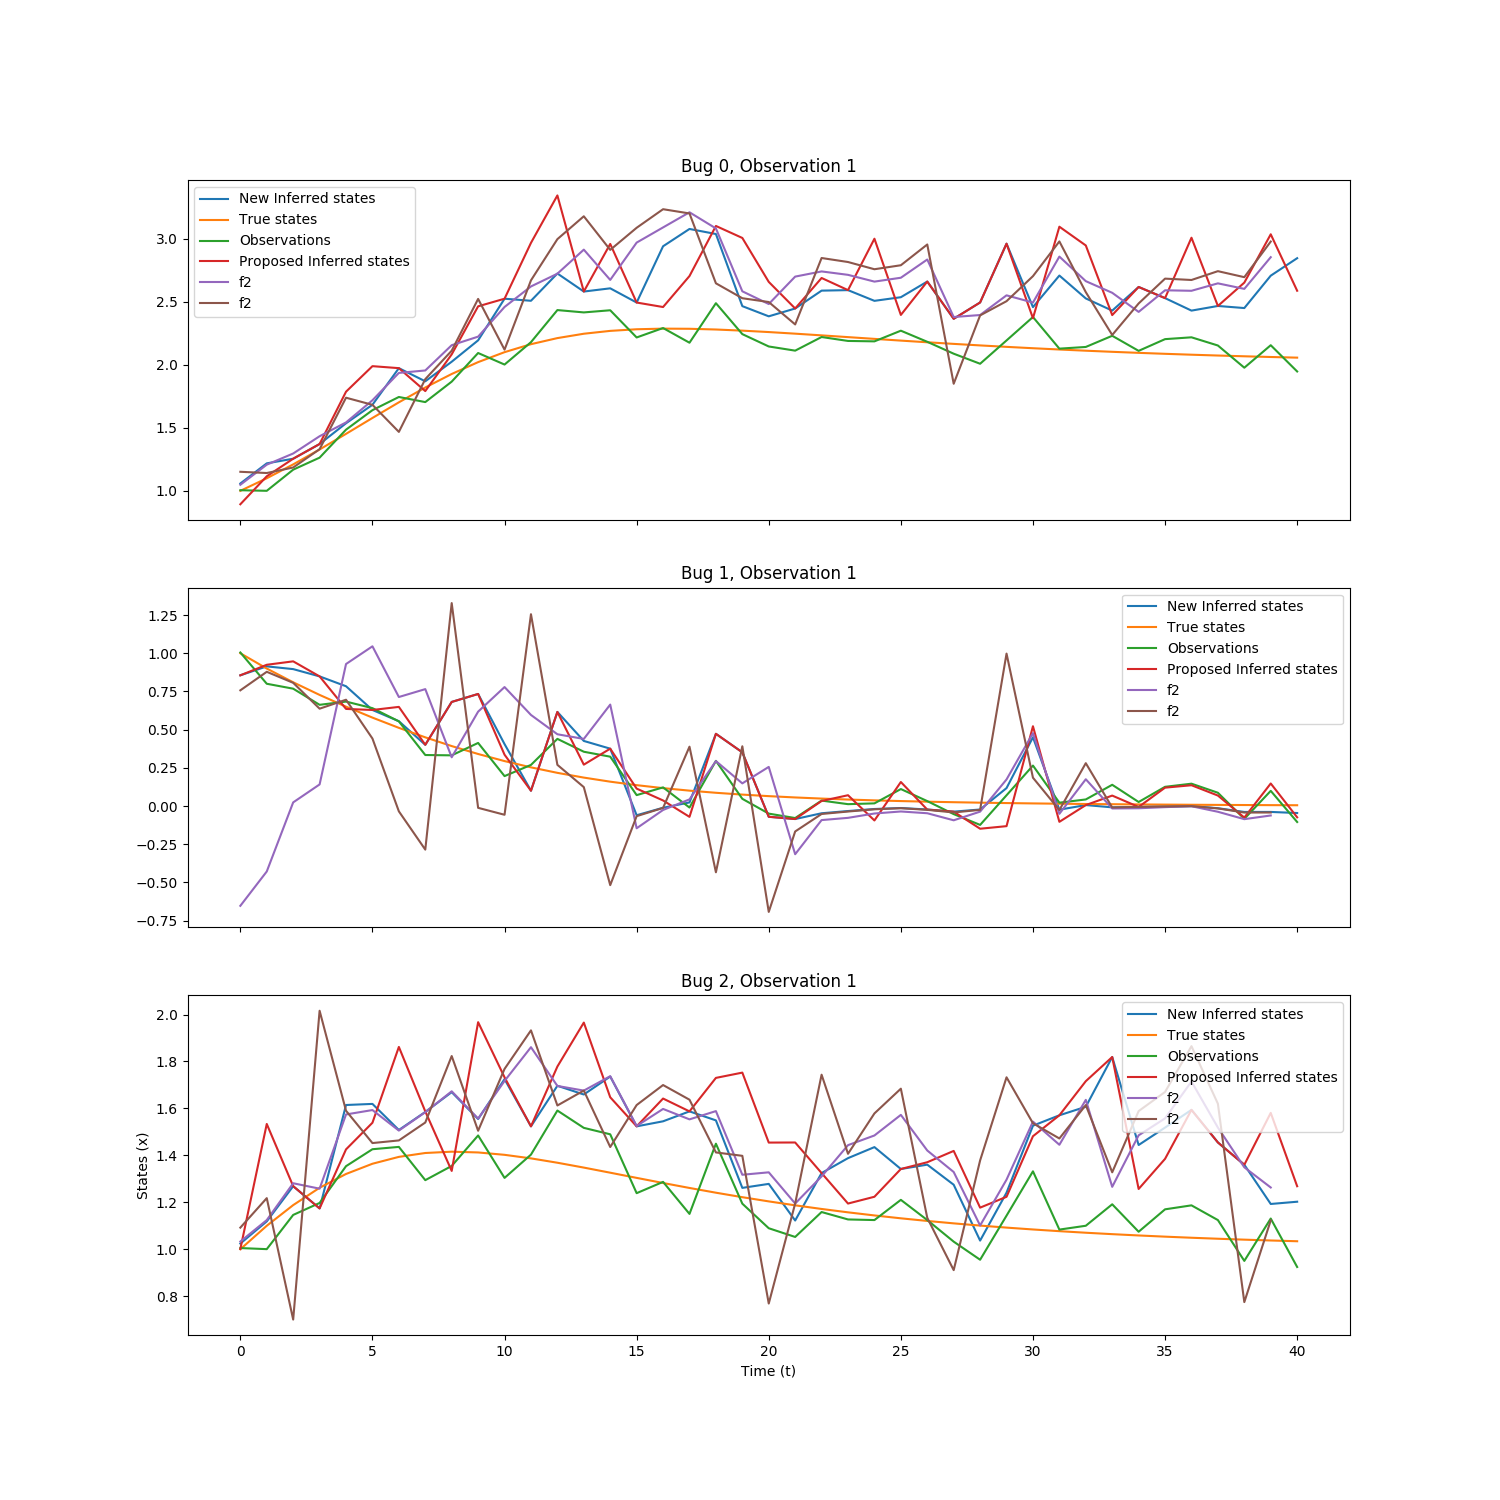 Bug 0, Observation 1
New Inferred states
True states
Observations
Proposed Inferred states
f2
f2
3.0
2.5
2.0
1.5
1.0
Bug 1, Observation 1
New Inferred states
True states
Observations
Proposed Inferred states
f2
f2
1.25
1.00
0.75
0.50
0.25
0.00
−0.25
−0.50
−0.75
Bug 2, Observation 1
New Inferred states
True states
Observations
Proposed Inferred states
f2
f2
States (x)
2.0
1.8
1.6
1.4
1.2
1.0
0.8
0 5 10 15 20 25 30 35 40
Time (t)